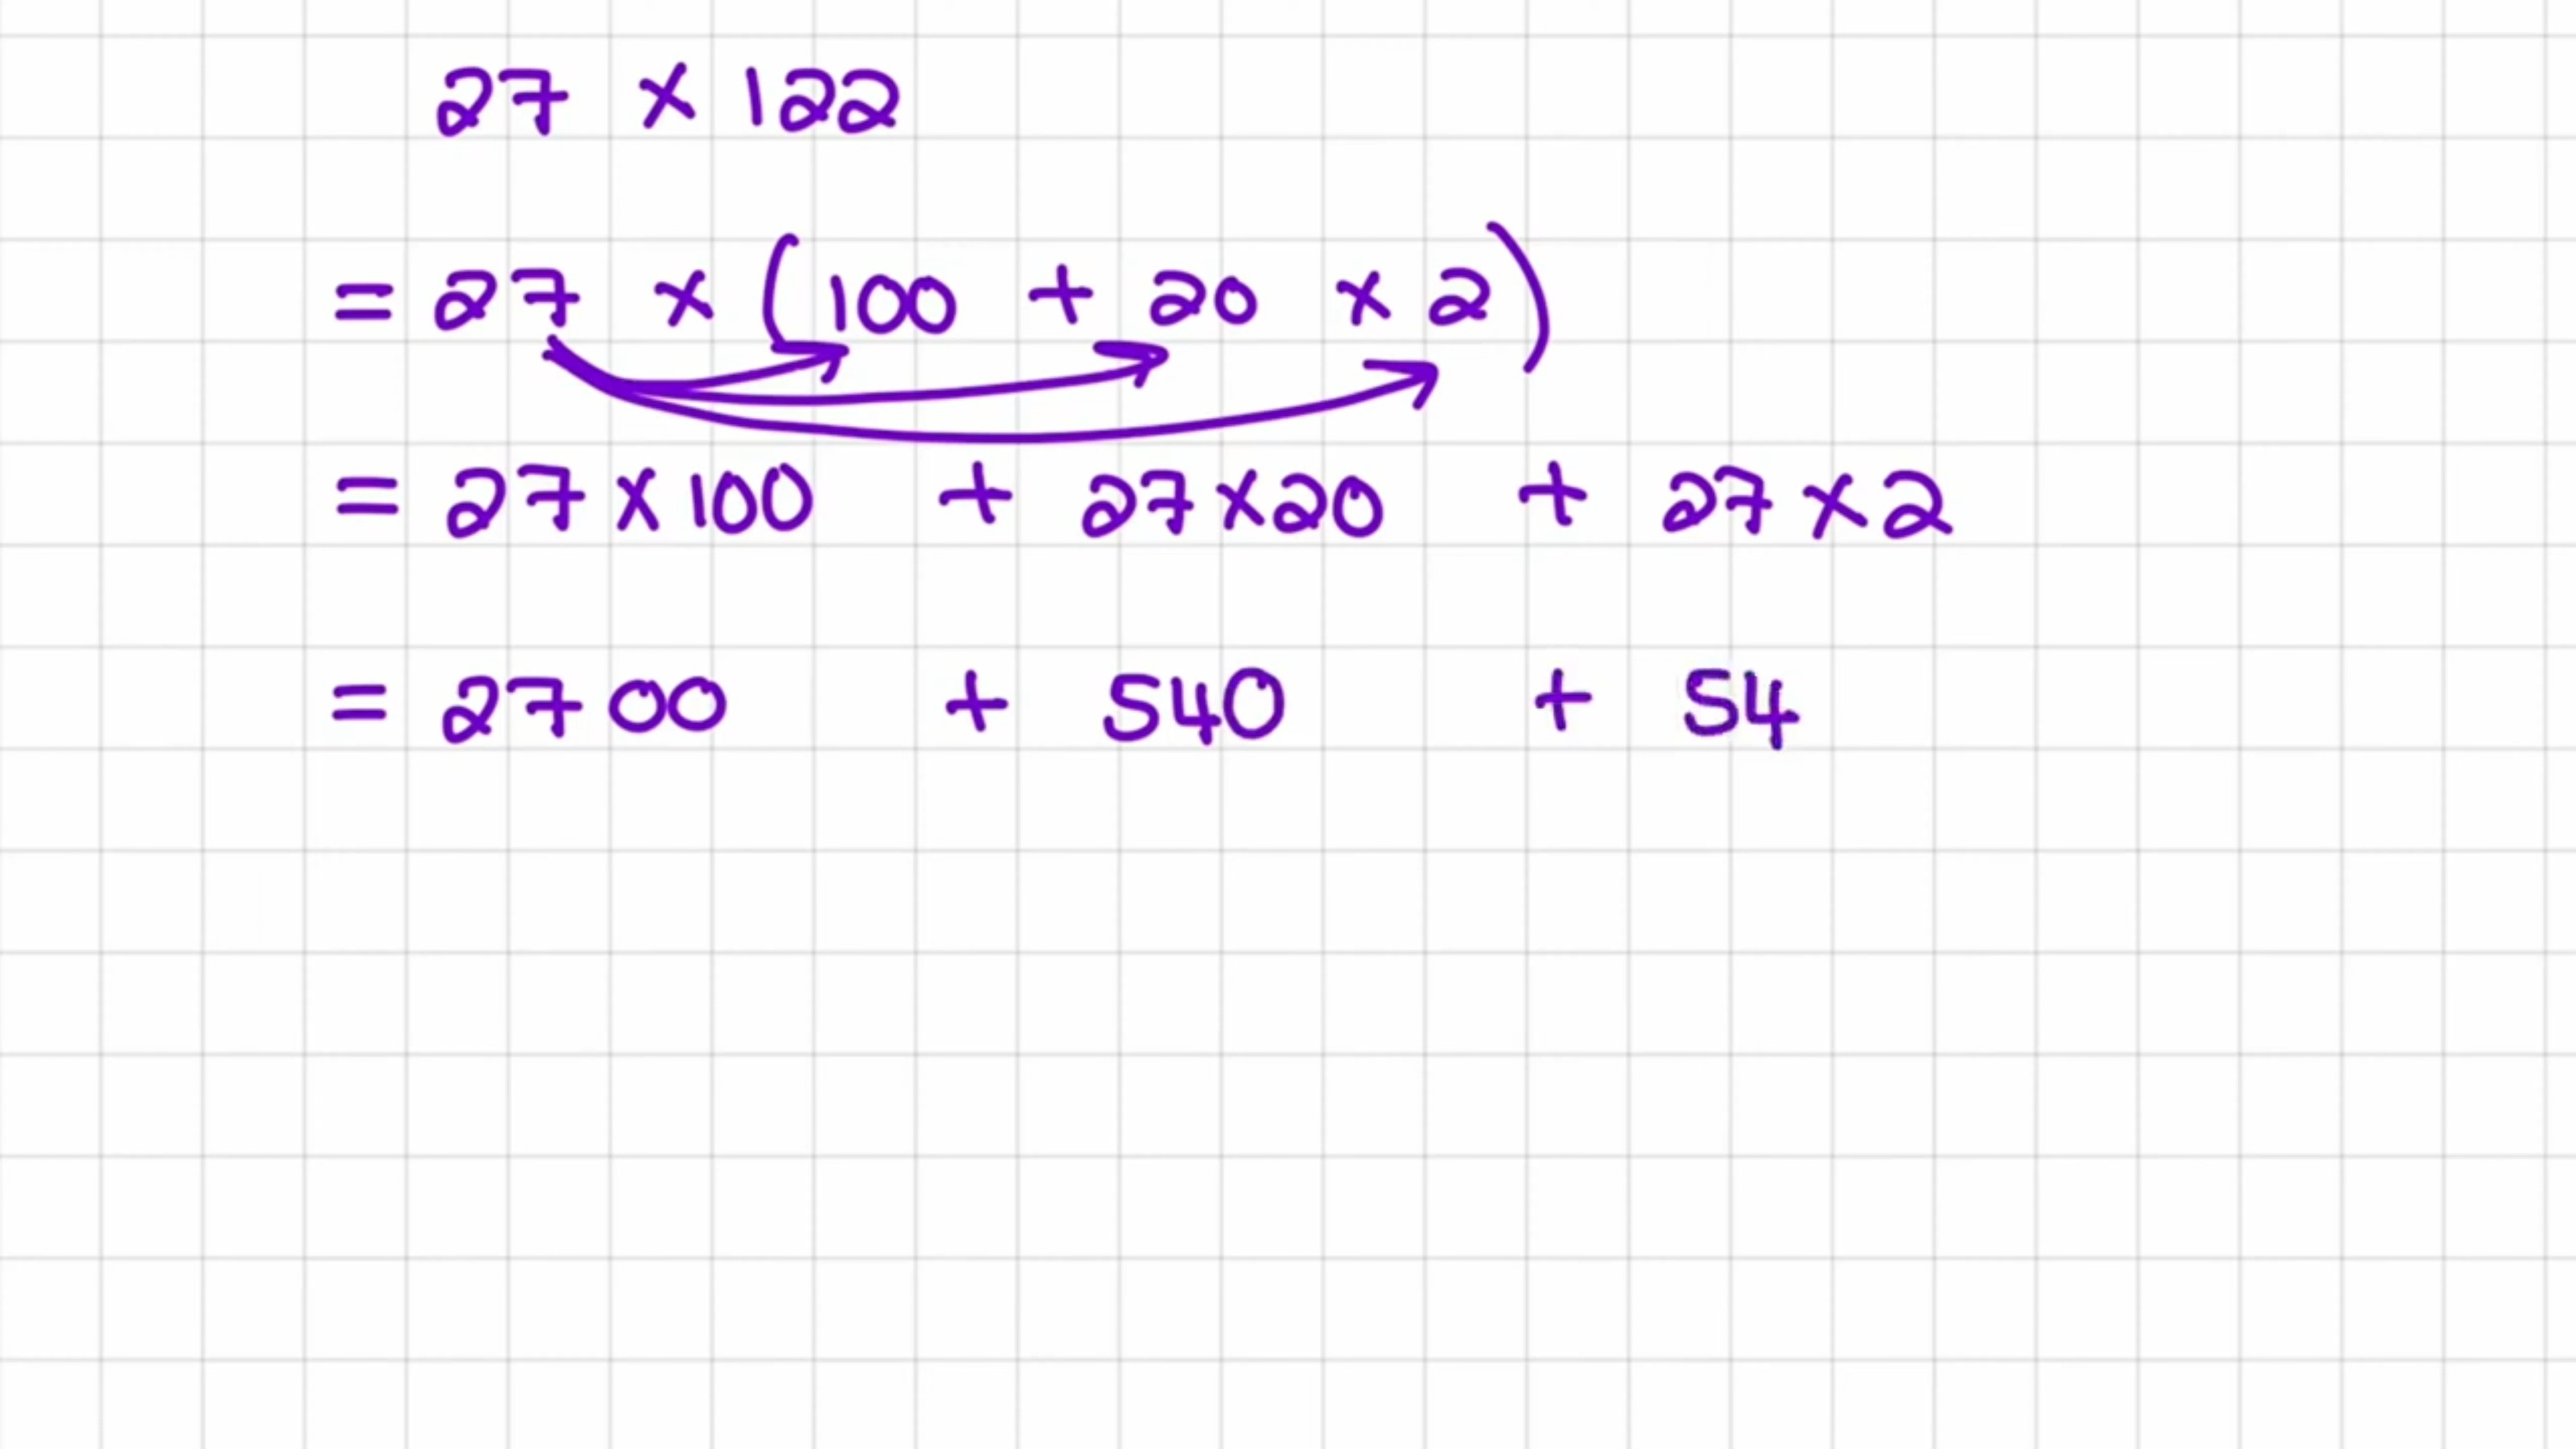 27 × 122
= 27 × (100 + 20 × 2)
= 27 × 100 + 27 × 20 + 27 × 2
= 2700 + 540 + 54